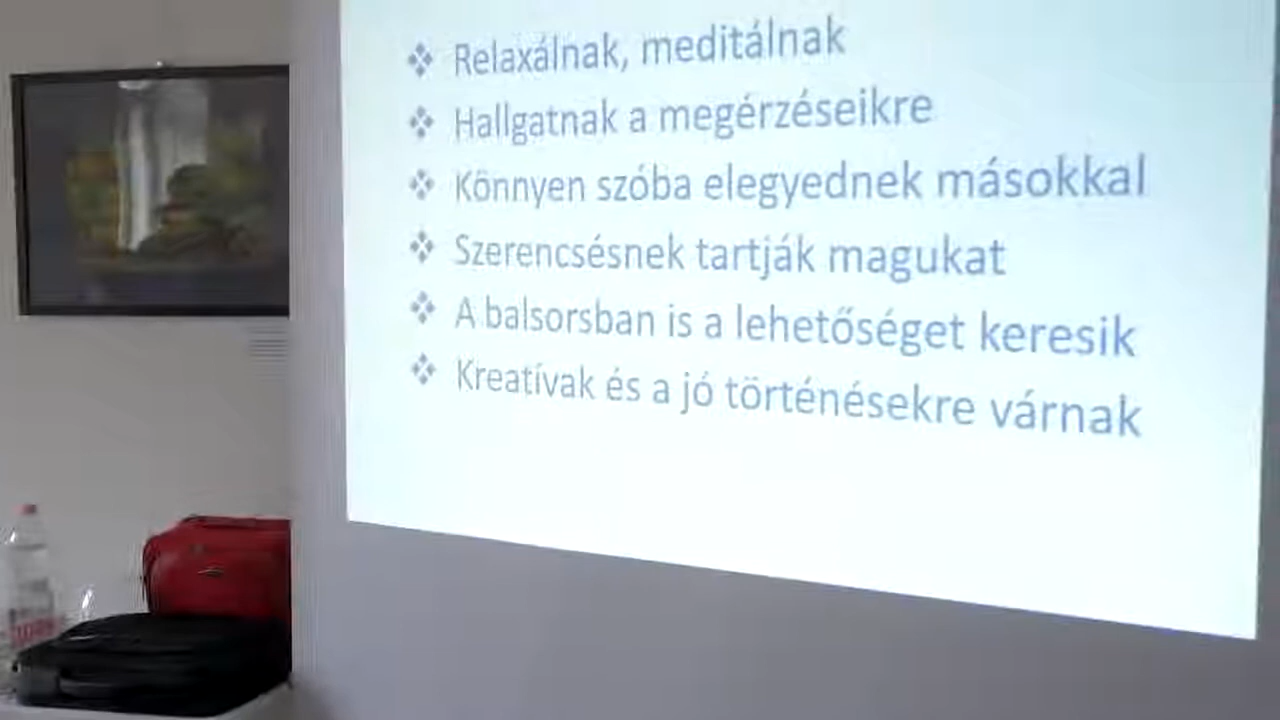 ❖ Relaxálnak, meditálnak
❖ Hallgatnak a megérzéseikre
❖ Könnyen szóba elegyednek másokkal
❖ Szerencsésnek tartják magukat
❖ A balsorsban is a lehetőséget keresik
❖ Kreatívak és a jó történésekre várnak